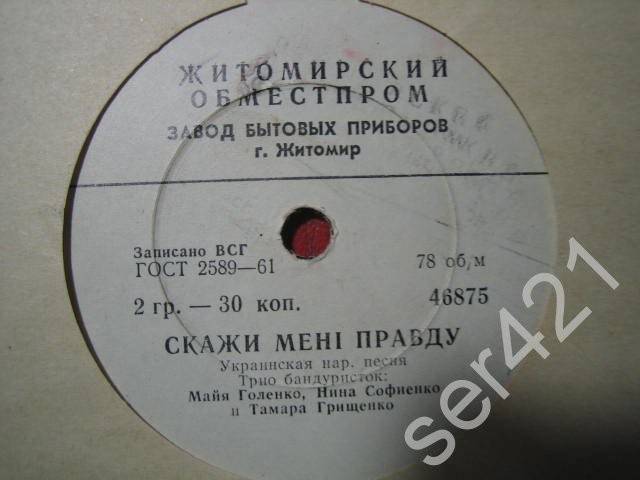 ЖИТОМИРСКИЙ
ОБМЕСТПРОМ
ЗАВОД БЫТОВЫХ ПРИБОРОВ
г. Житомир
Записано ВСГ
ГОСТ 2589—61
78 об/м
2 гр. — 30 коп.
46875
СКАЖИ МЕНІ ПРАВДУ
Украинская нар. песня
Трио бандуристок:
Майя Голенко, Нина Софиенко
и Тамара Грищенко
ser421